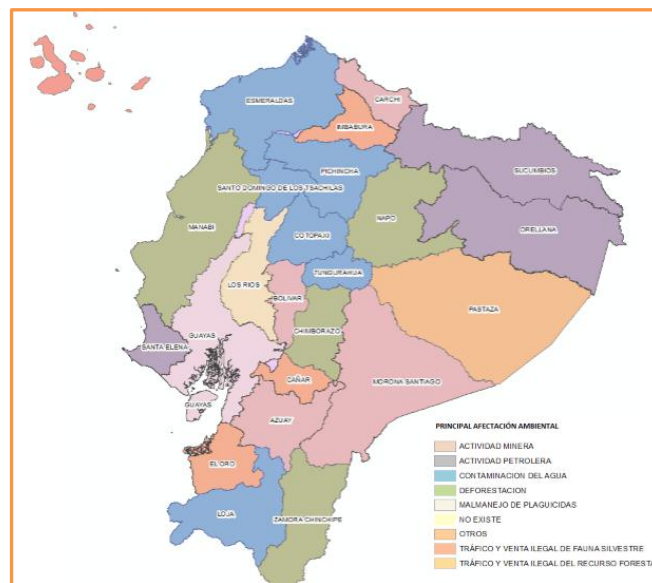 ESMERALDAS
CARCHI
IMBABURA
SUCUMBIOS
PICHINCHA
SANTO DOMINGO DE LOS TSACHILAS
NAPO
MANABI
ORELLANA
COTOPAXI
TUNGURAHUA
LOS RIOS
BOLIVAR
PASTAZA
CHIMBORAZO
GUAYAS
SANTA ELENA
CAÑAR
MORONA SANTIAGO
GUAYAS
AZUAY
EL ORO
LOJA
ZAMORA CHINCHIPE
PRINCIPAL AFECTACIÓN AMBIENTAL
ACTIVIDAD MINERA
ACTIVIDAD PETROLERA
CONTAMINACION DEL AGUA
DEFORESTACION
MALMANEJO DE PLAGUICIDAS
NO EXISTE
OTROS
TRÁFICO Y VENTA ILEGAL DE FAUNA SILVESTRE
TRÁFICO Y VENTA ILEGAL DEL RECURSO FORESTA